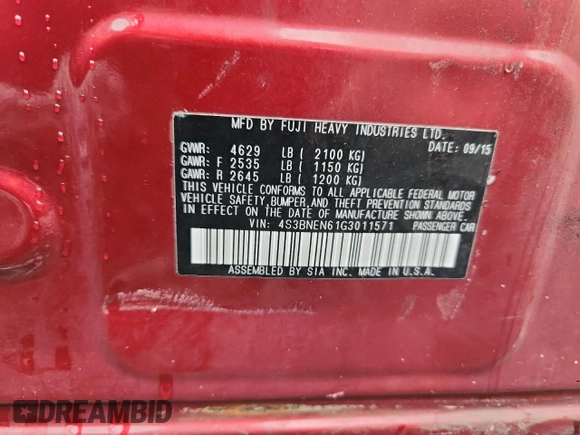 MFD BY FUJI HEAVY INDUSTRIES LTD.
GVWR: 4629 LB ( 2100 KG) DATE: 09/15
GAWR: F 2535 LB ( 1150 KG)
GAWR: R 2645 LB ( 1200 KG)
THIS VEHICLE CONFORMS TO ALL APPLICABLE FEDERAL MOTOR
VEHICLE SAFETY,BUMPER,AND THEFT PREVENTION STANDARDS
IN EFFECT ON THE DATE OF MANUFACTURE SHOWN ABOVE.
VIN: 4S3BNEN61G3011571 PASSENGER CAR
ASSEMBLED BY SIA INC. MADE IN U.S.A.
DREAMBID